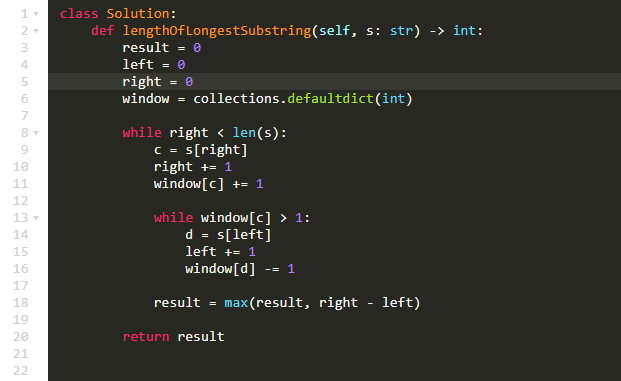 1 class Solution:
2     def lengthOfLongestSubstring(self, s: str) -> int:
3         result = 0
4         left = 0
5         right = 0
6         window = collections.defaultdict(int)
7
8         while right < len(s):
9             c = s[right]
10             right += 1
11             window[c] += 1
12
13             while window[c] > 1:
14                 d = s[left]
15                 left += 1
16                 window[d] -= 1
17
18             result = max(result, right - left)
19
20         return result
21
22